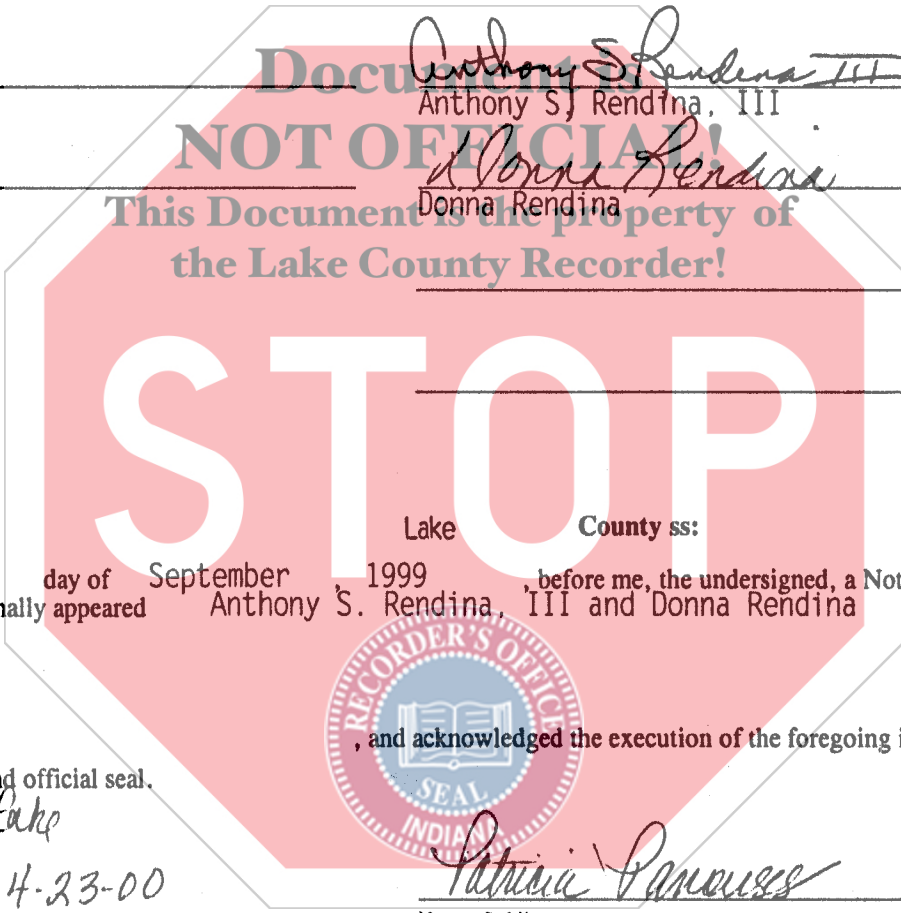 Document is
Anthony S Rendina III
Anthony S. Rendina, III
NOT OFFICIAL!
Donna Rendina
Donna Rendina
This Document is the property of
the Lake County Recorder!
STOP
Lake County ss:
day of September , 1999 , before me, the undersigned, a Not
nally appeared Anthony S. Rendina, III and Donna Rendina
RECORDER'S OFFICE
, and acknowledged the execution of the foregoing i
nd official seal.
SEAL
Lake
INDIANA
4-23-00
Patricia Panouses